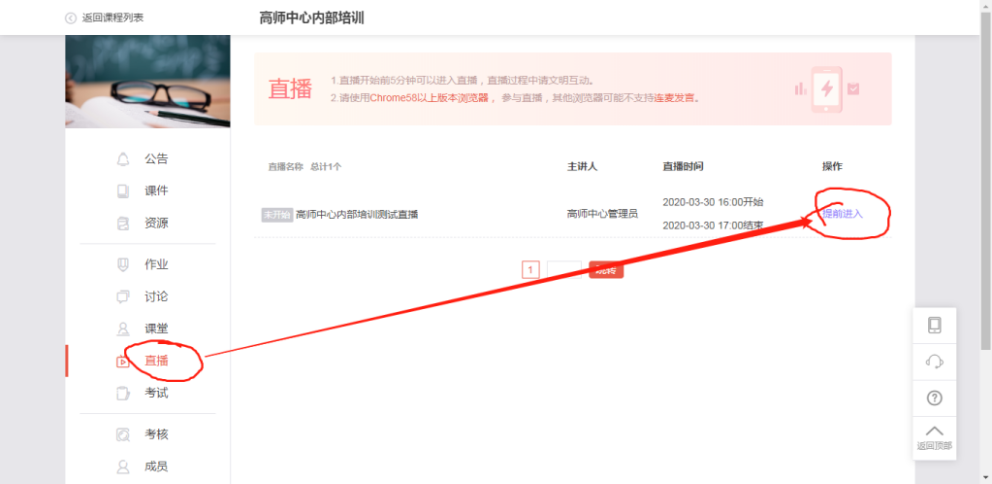 返回课程列表
高师中心内部培训
直播
1.直播开始前5分钟可以进入直播，直播过程中请文明互动。
2.请使用Chrome58以上版本浏览器，参与直播，其他浏览器可能不支持连麦发言。
公告
课件
资源
作业
讨论
课堂
直播
考试
考核
成员
直播名称 总计1个
主讲人
直播时间
操作
未开始 高师中心内部培训测试直播
高师中心管理员
2020-03-30 16:00开始
2020-03-30 17:00结束
提前进入
1
跳转
返回顶部